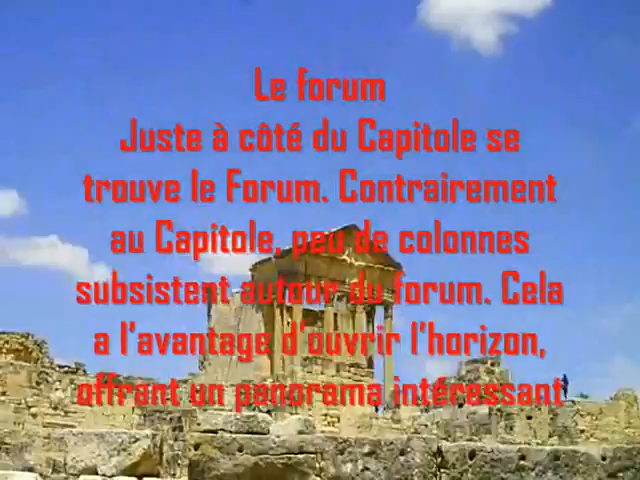 Le forum
Juste à côté du Capitole se
trouve le Forum. Contrairement
au Capitole, peu de colonnes
subsistent autour du forum. Cela
a l'avantage d'ouvrir l'horizon,
offrant un panorama intéressant